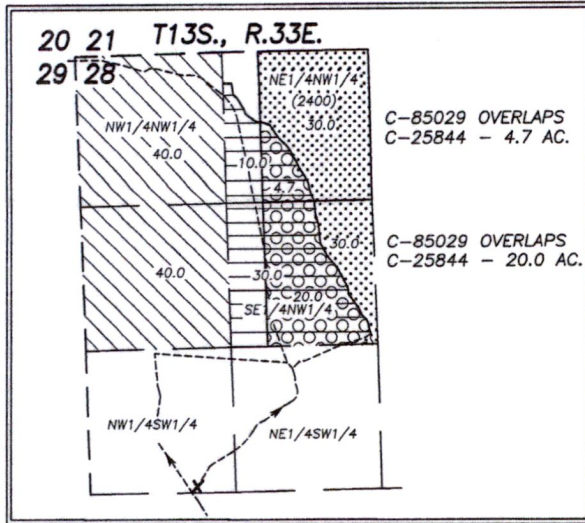 20 21 T13S., R.33E.
29 28
NE1/4NW1/4
(2400)
30.0
NW1/4NW1/4
40.0
10.0
4.7
C-85029 OVERLAPS
C-25844 - 4.7 AC.
30.0
C-85029 OVERLAPS
C-25844 - 20.0 AC.
40.0
30.0
20.0
SE1/4NW1/4
NW1/4SW1/4
NE1/4SW1/4
X